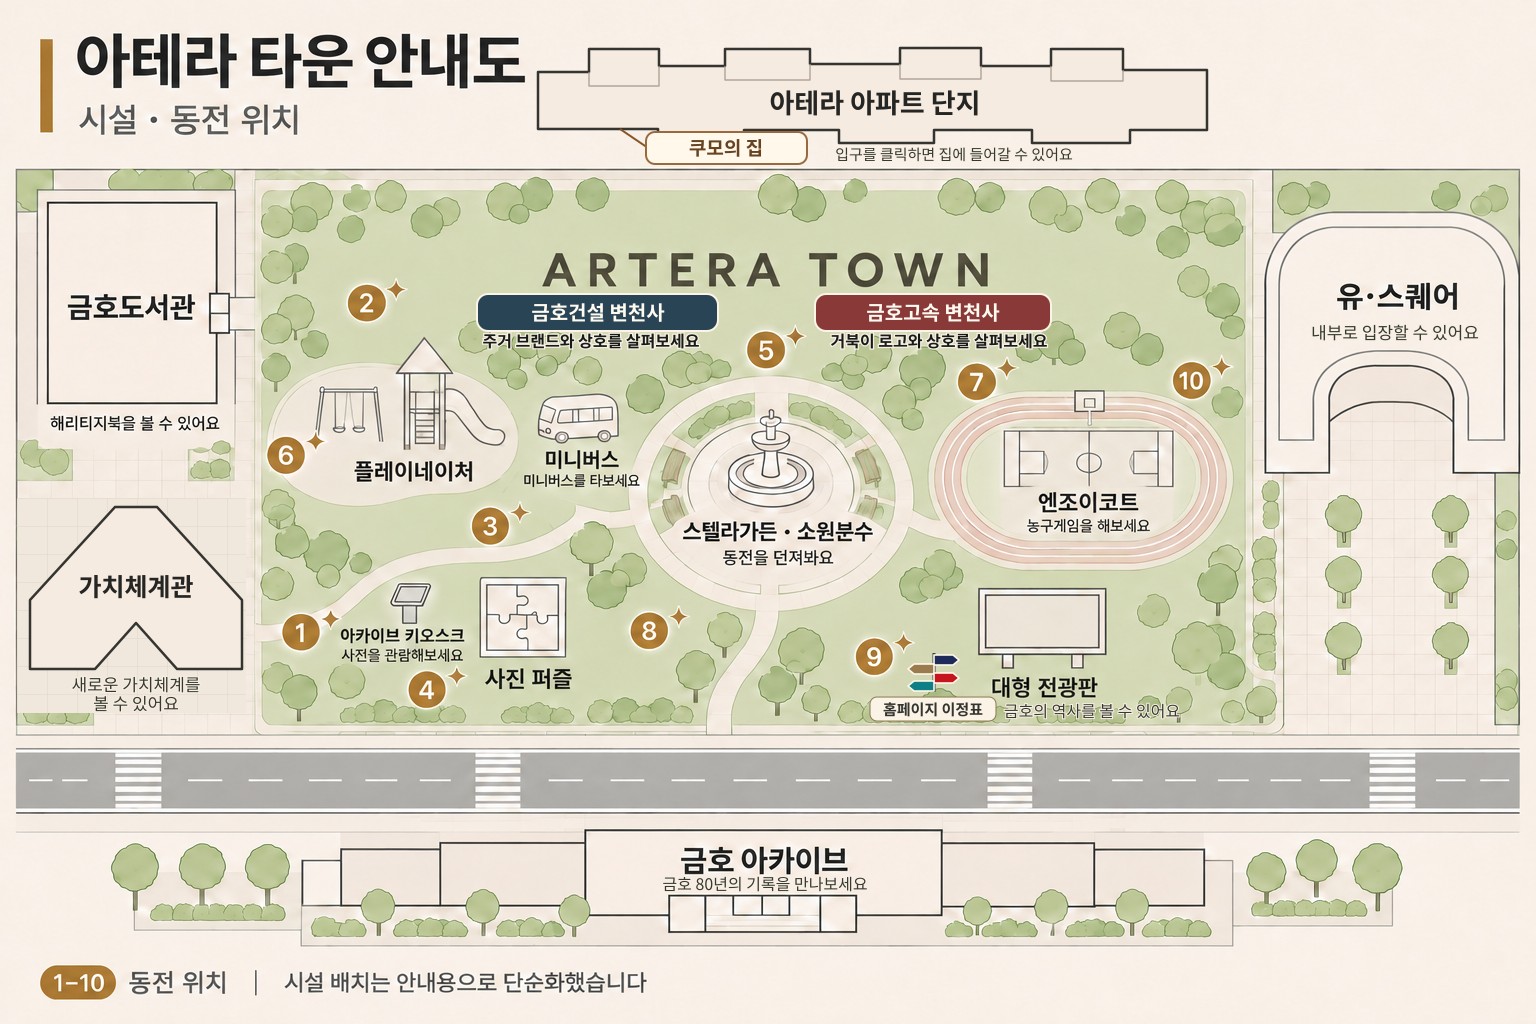 아테라 타운 안내도
시설 · 동전 위치
아테라 아파트 단지
쿠모의 집
입구를 클릭하면 집에 들어갈 수 있어요
ARTERA TOWN
금호도서관
해리티지북을 볼 수 있어요
2
금호건설 변천사
주거 브랜드와 상호를 살펴보세요
금호고속 변천사
거북이 로고와 상호를 살펴보세요
5
7
10
유·스퀘어
내부로 입장할 수 있어요
6
플레이네이처
미니버스
미니버스를 타보세요
3
스텔라가든 · 소원분수
동전을 던져봐요
엔조이코트
농구게임을 해보세요
가치체계관
새로운 가치체계를
볼 수 있어요
1
아카이브 키오스크
사전을 관람해보세요
4
사진 퍼즐
8
9
홈페이지 이정표
대형 전광판
금호의 역사를 볼 수 있어요
금호 아카이브
금호 80년의 기록을 만나보세요
1–10 동전 위치 | 시설 배치는 안내용으로 단순화했습니다